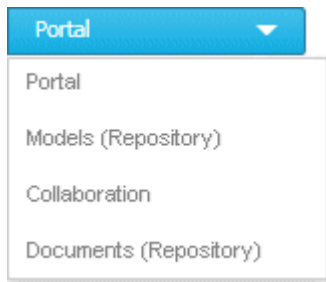 Portal
Portal
Models (Repository)
Collaboration
Documents (Repository)